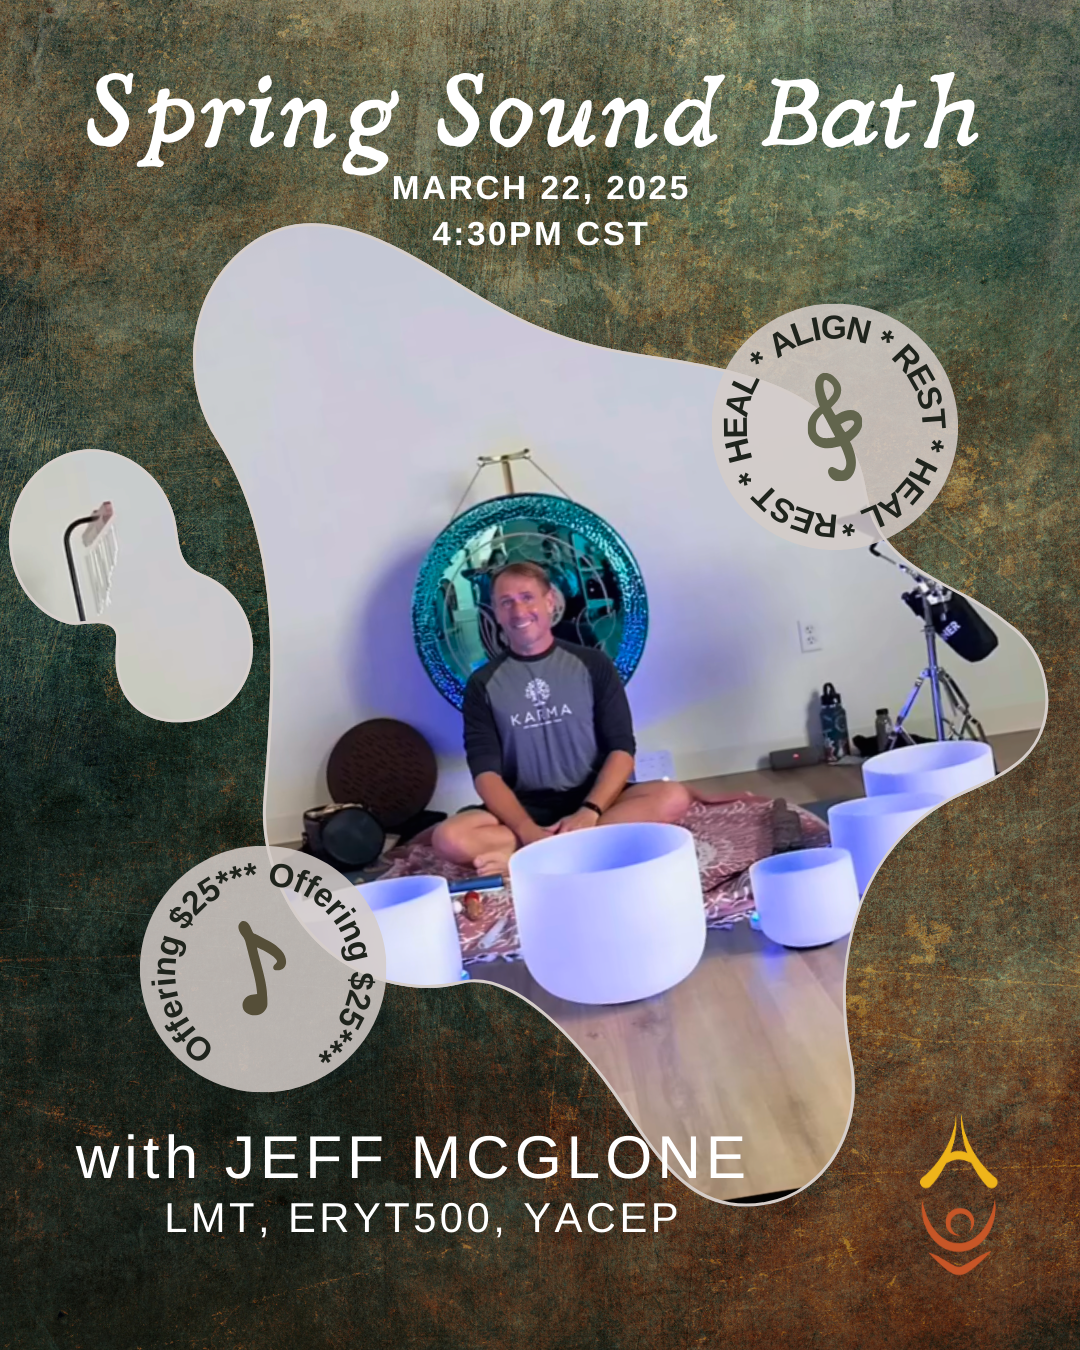 Spring Sound Bath
MARCH 22, 2025
4:30PM CST
* ALIGN * REST * HEAL * REST * HEAL
KARMA
Offering $25*** Offering $25***
with JEFF MCGLONE
LMT, ERYT500, YACEP